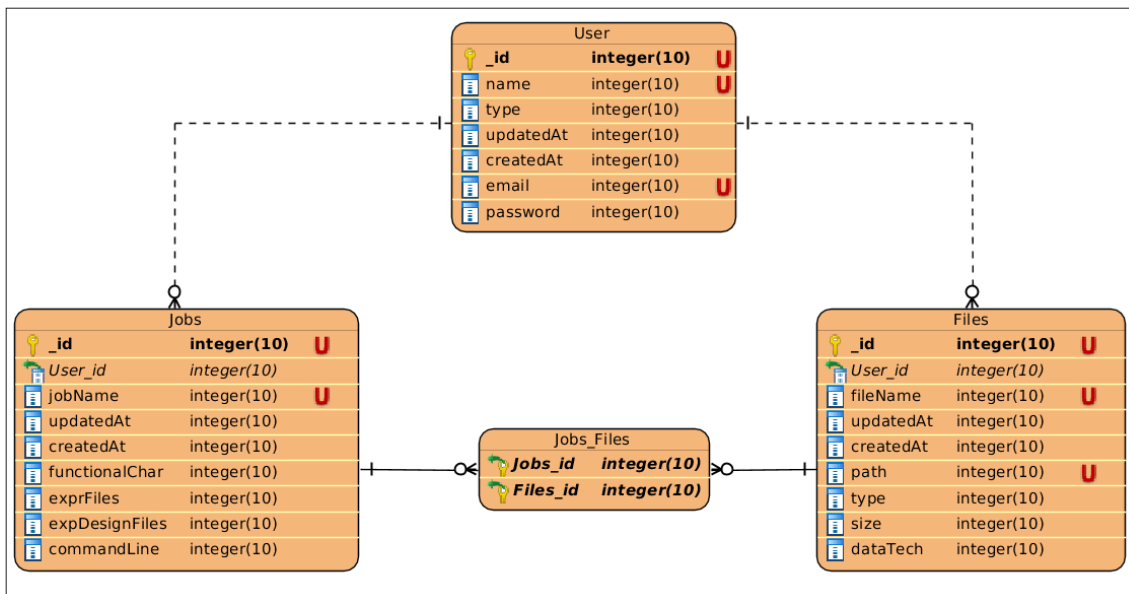 User
_id integer(10) U
name integer(10) U
type integer(10)
updatedAt integer(10)
createdAt integer(10)
email integer(10) U
password integer(10)
Jobs
_id integer(10) U
User_id integer(10)
jobName integer(10) U
updatedAt integer(10)
createdAt integer(10)
functionalChar integer(10)
exprFiles integer(10)
expDesignFiles integer(10)
commandLine integer(10)
Jobs_Files
Jobs_id integer(10)
Files_id integer(10)
Files
_id integer(10) U
User_id integer(10)
fileName integer(10) U
updatedAt integer(10)
createdAt integer(10)
path integer(10) U
type integer(10)
size integer(10)
dataTech integer(10)